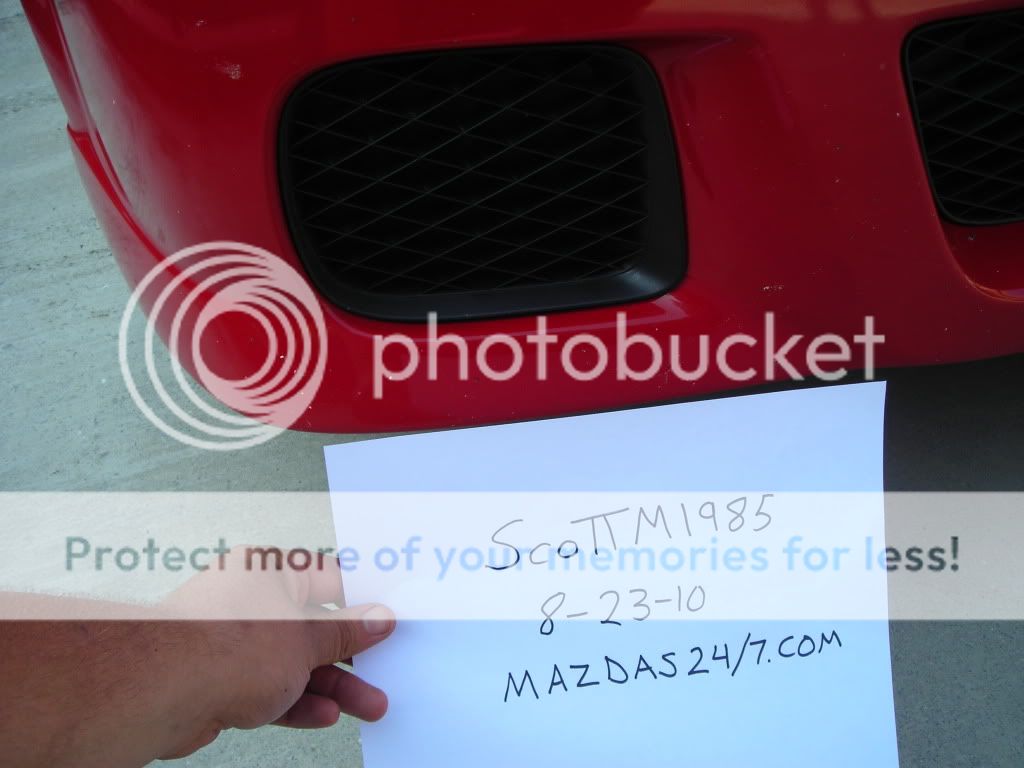 photobucket
Protect more of your memories for less!
ScoTTM1985
8-23-10
MAZDAS24/7.COM